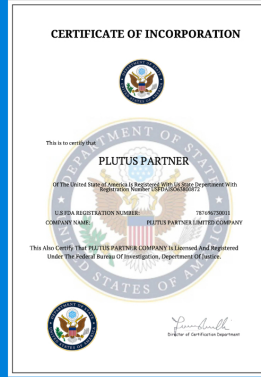 CERTIFICATE OF INCORPORATION
This is to certify that
PLUTUS PARTNER
Of The United State of America Is Registered With Us State Department With
Registration Number
U.S FDA REGISTRATION NUMBER: 787696730011
COMPANY NAME: PLUTUS PARTNER LIMITED COMPANY
This Also Certify That PLUTUS PARTNER COMPANY Is Licensed And Registered
Under The Federal Bureau Of Investigation, Department Of Justice.
Director of Certification Department